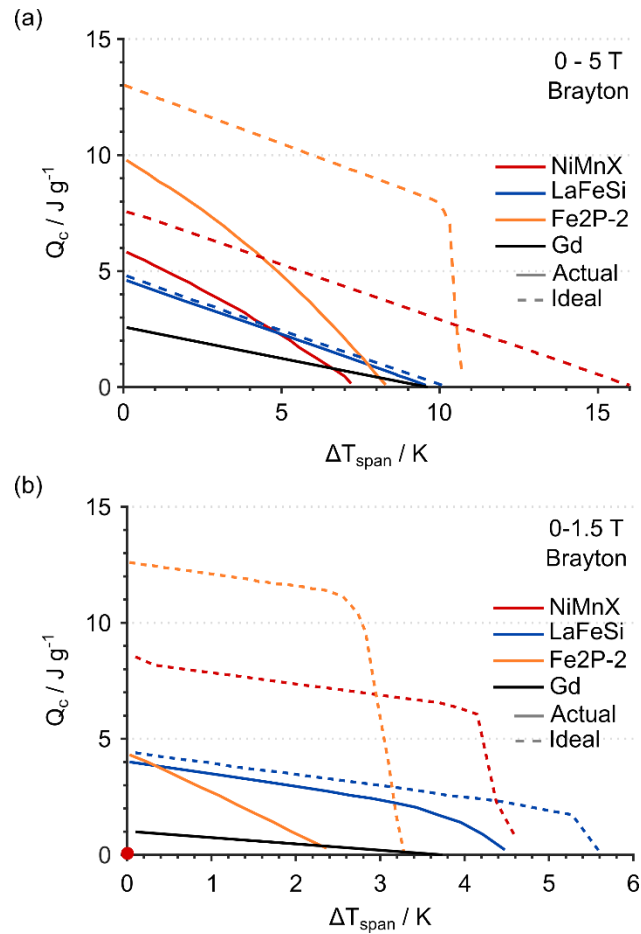 (a)
15
10
5
0
Q_c / J g⁻¹
0 - 5 T
Brayton
NiMnX
LaFeSi
Fe2P-2
Gd
Actual
Ideal
0 5 10 15
ΔT_span / K
(b)
15
10
5
0
Q_c / J g⁻¹
0-1.5 T
Brayton
NiMnX
LaFeSi
Fe2P-2
Gd
Actual
Ideal
0 1 2 3 4 5 6
ΔT_span / K